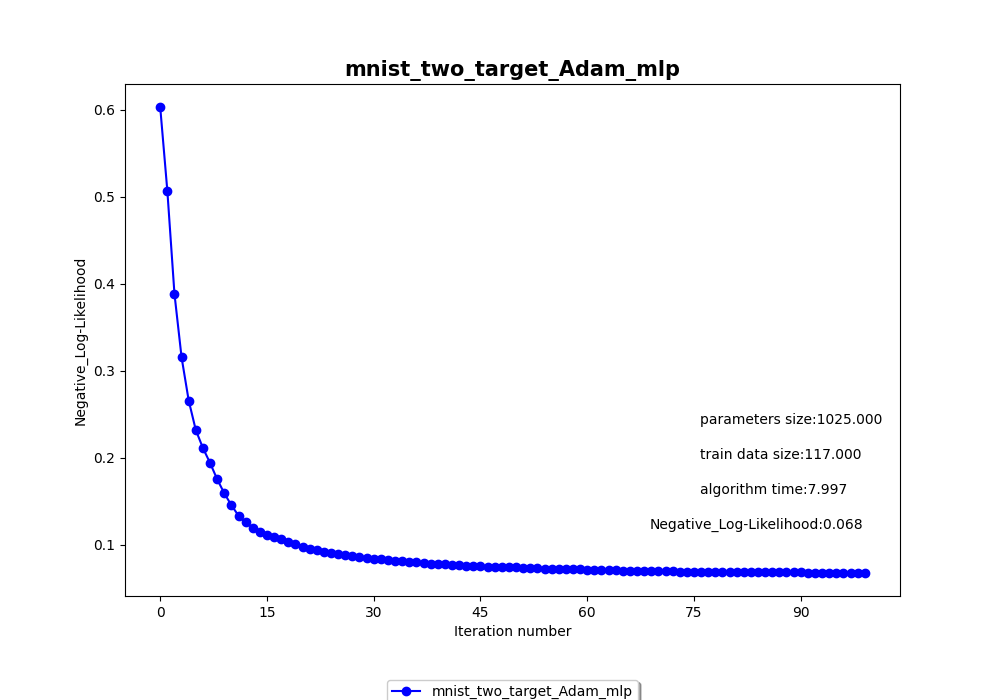 mnist_two_target_Adam_mlp
0.6
0.5
0.4
0.3
0.2
0.1
Negative_Log-Likelihood
parameters size:1025.000
train data size:117.000
algorithm time:7.997
Negative_Log-Likelihood:0.068
0 15 30 45 60 75 90
Iteration number
mnist_two_target_Adam_mlp